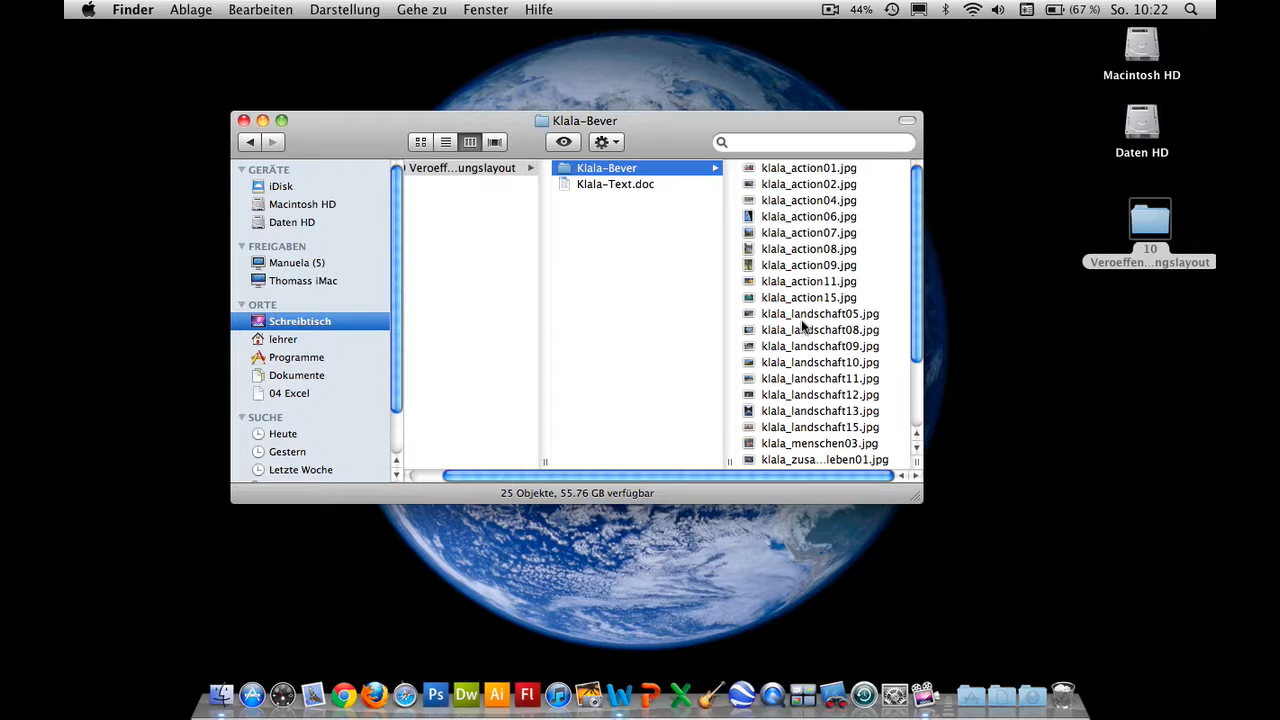 Finder Ablage Bearbeiten Darstellung Gehe zu Fenster Hilfe 44% (67 %) So. 10:22
Macintosh HD
Daten HD
10
Veroeffen...ngslayout
Klala-Bever
GERÄTE
iDisk
Macintosh HD
Daten HD
FREIGABEN
Manuela (5)
Thomass iMac
ORTE
Schreibtisch
lehrer
Programme
Dokumente
04 Excel
SUCHE
Heute
Gestern
Letzte Woche
Veroeff...ungslayout
Klala-Bever
Klala-Text.doc
klala_action01.jpg
klala_action02.jpg
klala_action04.jpg
klala_action06.jpg
klala_action07.jpg
klala_action08.jpg
klala_action09.jpg
klala_action11.jpg
klala_action15.jpg
klala_landschaft05.jpg
klala_landschaft08.jpg
klala_landschaft09.jpg
klala_landschaft10.jpg
klala_landschaft11.jpg
klala_landschaft12.jpg
klala_landschaft13.jpg
klala_landschaft15.jpg
klala_menschen03.jpg
klala_zusa...leben01.jpg
25 Objekte, 55.76 GB verfügbar
Ps Dw Ai Fl